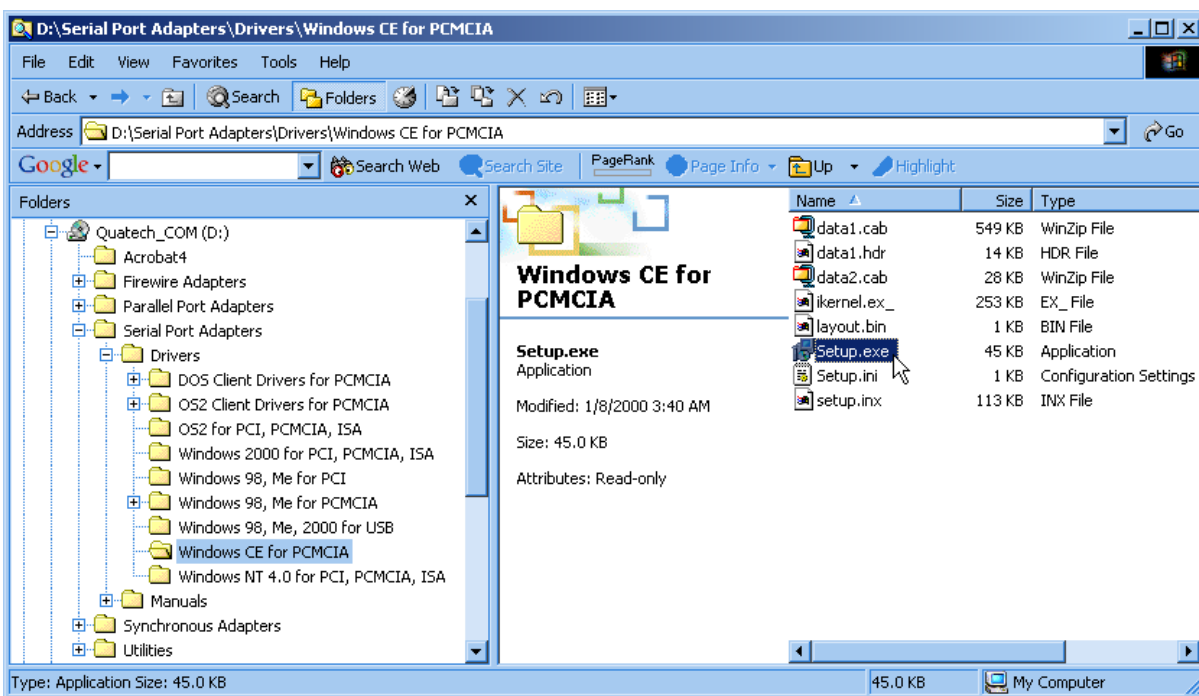 D:\Serial Port Adapters\Drivers\Windows CE for PCMCIA
File Edit View Favorites Tools Help
Back Search Folders
Address D:\Serial Port Adapters\Drivers\Windows CE for PCMCIA Go
Google Search Web Search Site PageRank Page Info Up Highlight
Folders
Quatech_COM (D:)
Acrobat4
Firewire Adapters
Parallel Port Adapters
Serial Port Adapters
Drivers
DOS Client Drivers for PCMCIA
OS2 Client Drivers for PCMCIA
OS2 for PCI, PCMCIA, ISA
Windows 2000 for PCI, PCMCIA, ISA
Windows 98, Me for PCI
Windows 98, Me for PCMCIA
Windows 98, Me, 2000 for USB
Windows CE for PCMCIA
Windows NT 4.0 for PCI, PCMCIA, ISA
Manuals
Synchronous Adapters
Utilities
Windows CE for
PCMCIA
Setup.exe
Application
Modified: 1/8/2000 3:40 AM
Size: 45.0 KB
Attributes: Read-only
Name Size Type
data1.cab 549 KB WinZip File
data1.hdr 14 KB HDR File
data2.cab 28 KB WinZip File
ikernel.ex_ 253 KB EX_ File
layout.bin 1 KB BIN File
Setup.exe 45 KB Application
Setup.ini 1 KB Configuration Settings
setup.inx 113 KB INX File
Type: Application Size: 45.0 KB 45.0 KB My Computer